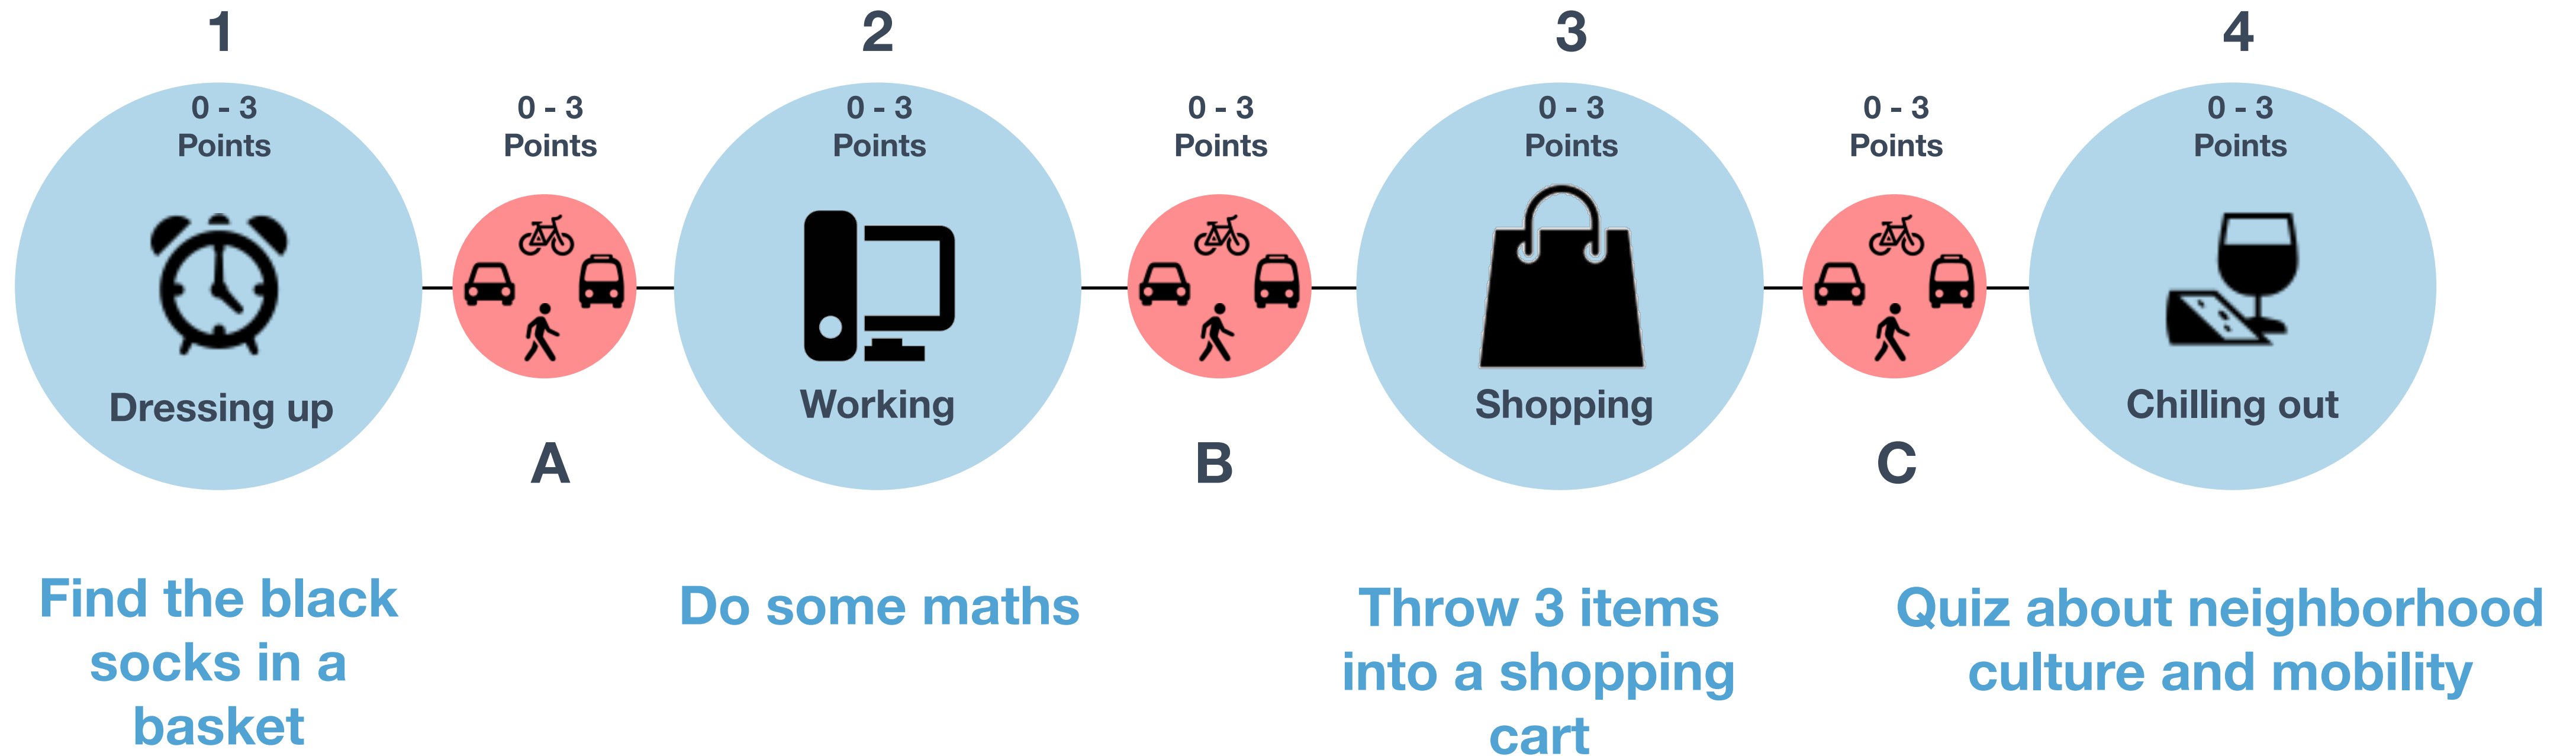 1
2
3
4
0 - 3
Points
0 - 3
Points
0 - 3
Points
0 - 3
Points
0 - 3
Points
0 - 3
Points
0 - 3
Points
Dressing up
Working
Shopping
Chilling out
A
B
C
Find the black
socks in a
basket
Do some maths
Throw 3 items
into a shopping
cart
Quiz about neighborhood
culture and mobility